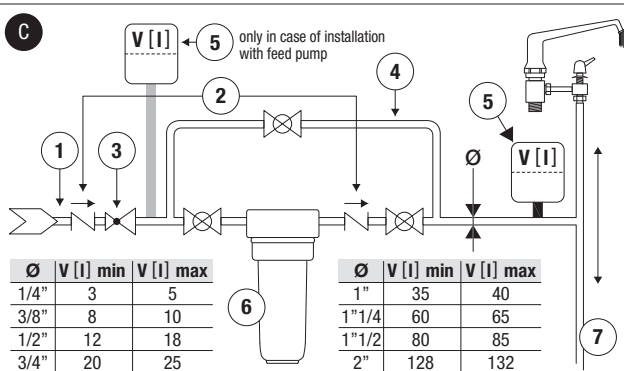 C
V [l]
5
only in case of installation
with feed pump
2
4
1
3
5
Ø
V [l]
Ø V [l] min V [l] max
1/4” 3 5
3/8” 8 10
1/2” 12 18
3/4” 20 25
6
Ø V [l] min V [l] max
1” 35 40
1”1/4 60 65
1”1/2 80 85
2” 128 132
7